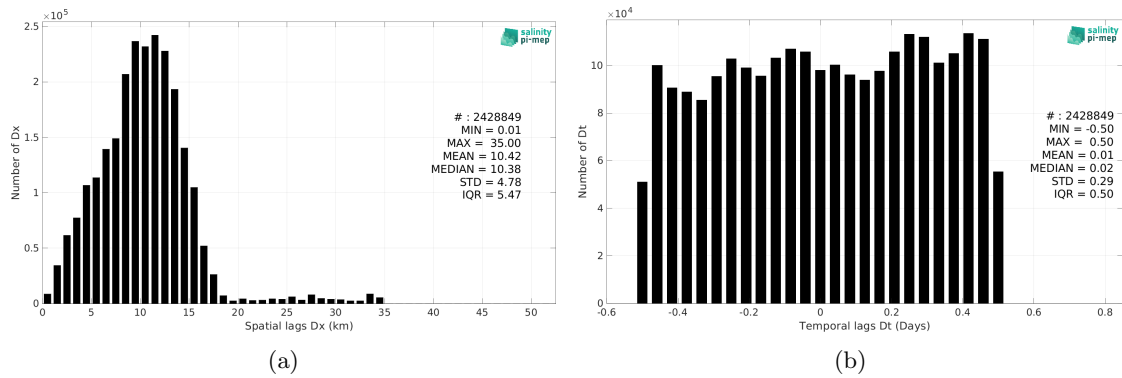 ×10^5
2.5
2
1.5
1
0.5
0
Number of Dx
0 5 10 15 20 25 30 35 40 45 50
Spatial lags Dx (km)
salinity
pi-mep
# : 2428849
MIN = 0.01
MAX = 35.00
MEAN = 10.42
MEDIAN = 10.38
STD = 4.78
IQR = 5.47
(a)
×10^4
10
8
6
4
2
0
Number of Dt
-0.6 -0.4 -0.2 0 0.2 0.4 0.6 0.8
Temporal lags Dt (Days)
salinity
pi-mep
# : 2428849
MIN = -0.50
MAX = 0.50
MEAN = 0.01
MEDIAN = 0.02
STD = 0.29
IQR = 0.50
(b)